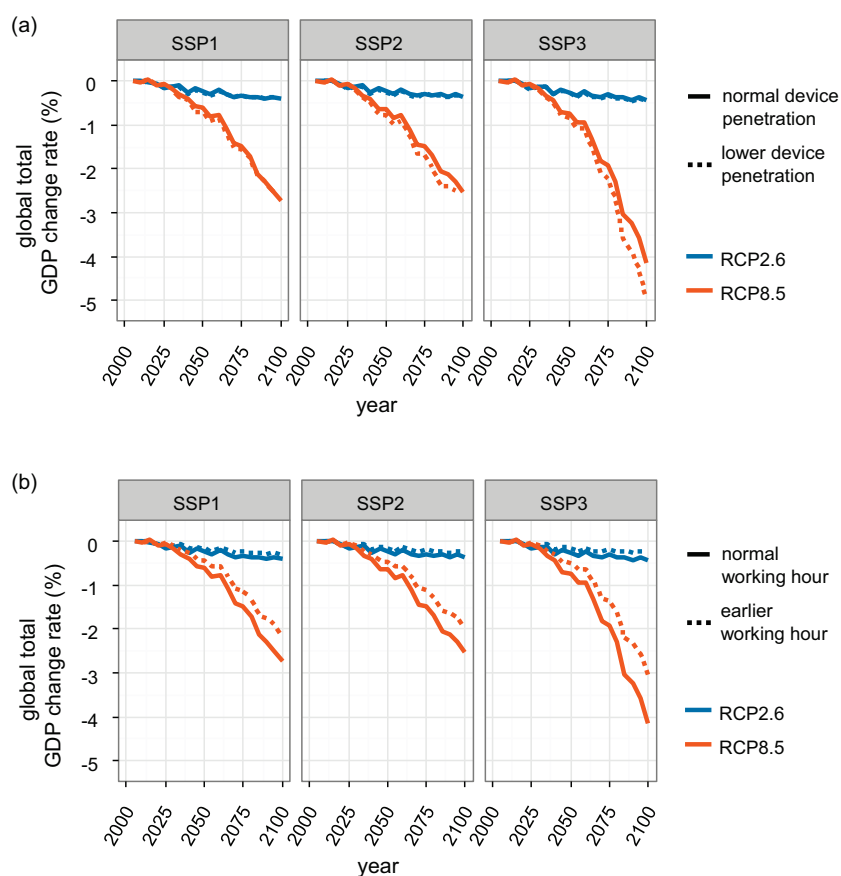 (a)
SSP1
SSP2
SSP3
0
-1
-2
-3
-4
-5
global total
GDP change rate (%)
2000
2025
2050
2075
2100
2000
2025
2050
2075
2100
2000
2025
2050
2075
2100
year
normal device
penetration
lower device
penetration
RCP2.6
RCP8.5
(b)
SSP1
SSP2
SSP3
0
-1
-2
-3
-4
-5
global total
GDP change rate (%)
2000
2025
2050
2075
2100
2000
2025
2050
2075
2100
2000
2025
2050
2075
2100
year
normal
working hour
earlier
working hour
RCP2.6
RCP8.5